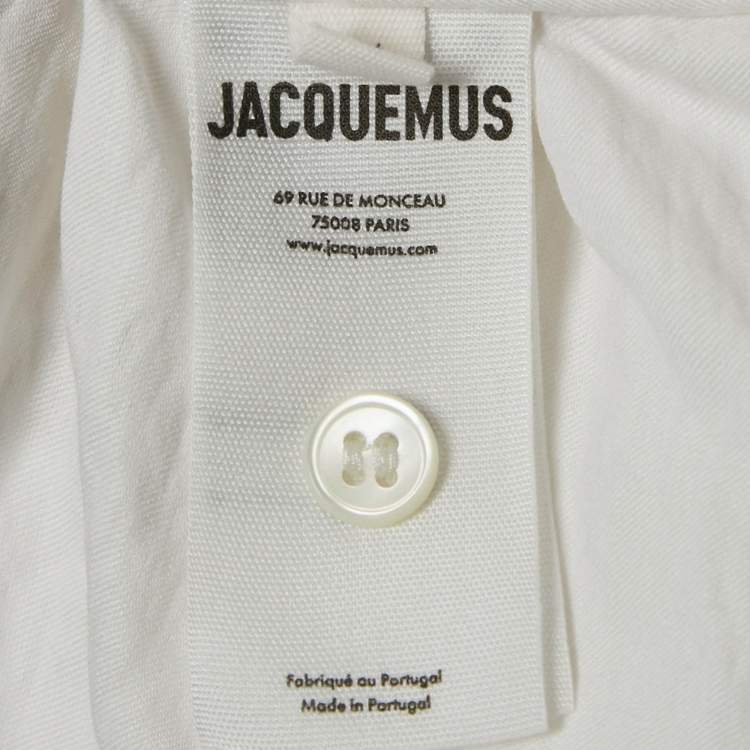 JACQUEMUS
69 RUE DE MONCEAU
75008 PARIS
www.jacquemus.com
Fabriqué au Portugal
Made in Portugal